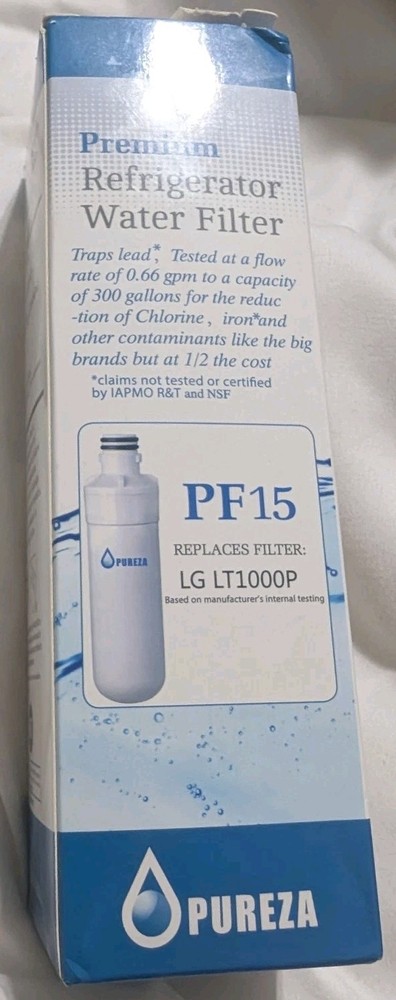 Premium
Refrigerator
Water Filter
Traps lead*, Tested at a flow
rate of 0.66 gpm to a capacity
of 300 gallons for the reduc
-tion of Chlorine , iron*and
other contaminants like the big
brands but at 1/2 the cost
*claims not tested or certified
by IAPMO R&T and NSF
PUREZA
PF15
REPLACES FILTER:
LG LT1000P
Based on manufacturer's internal testing
PUREZA